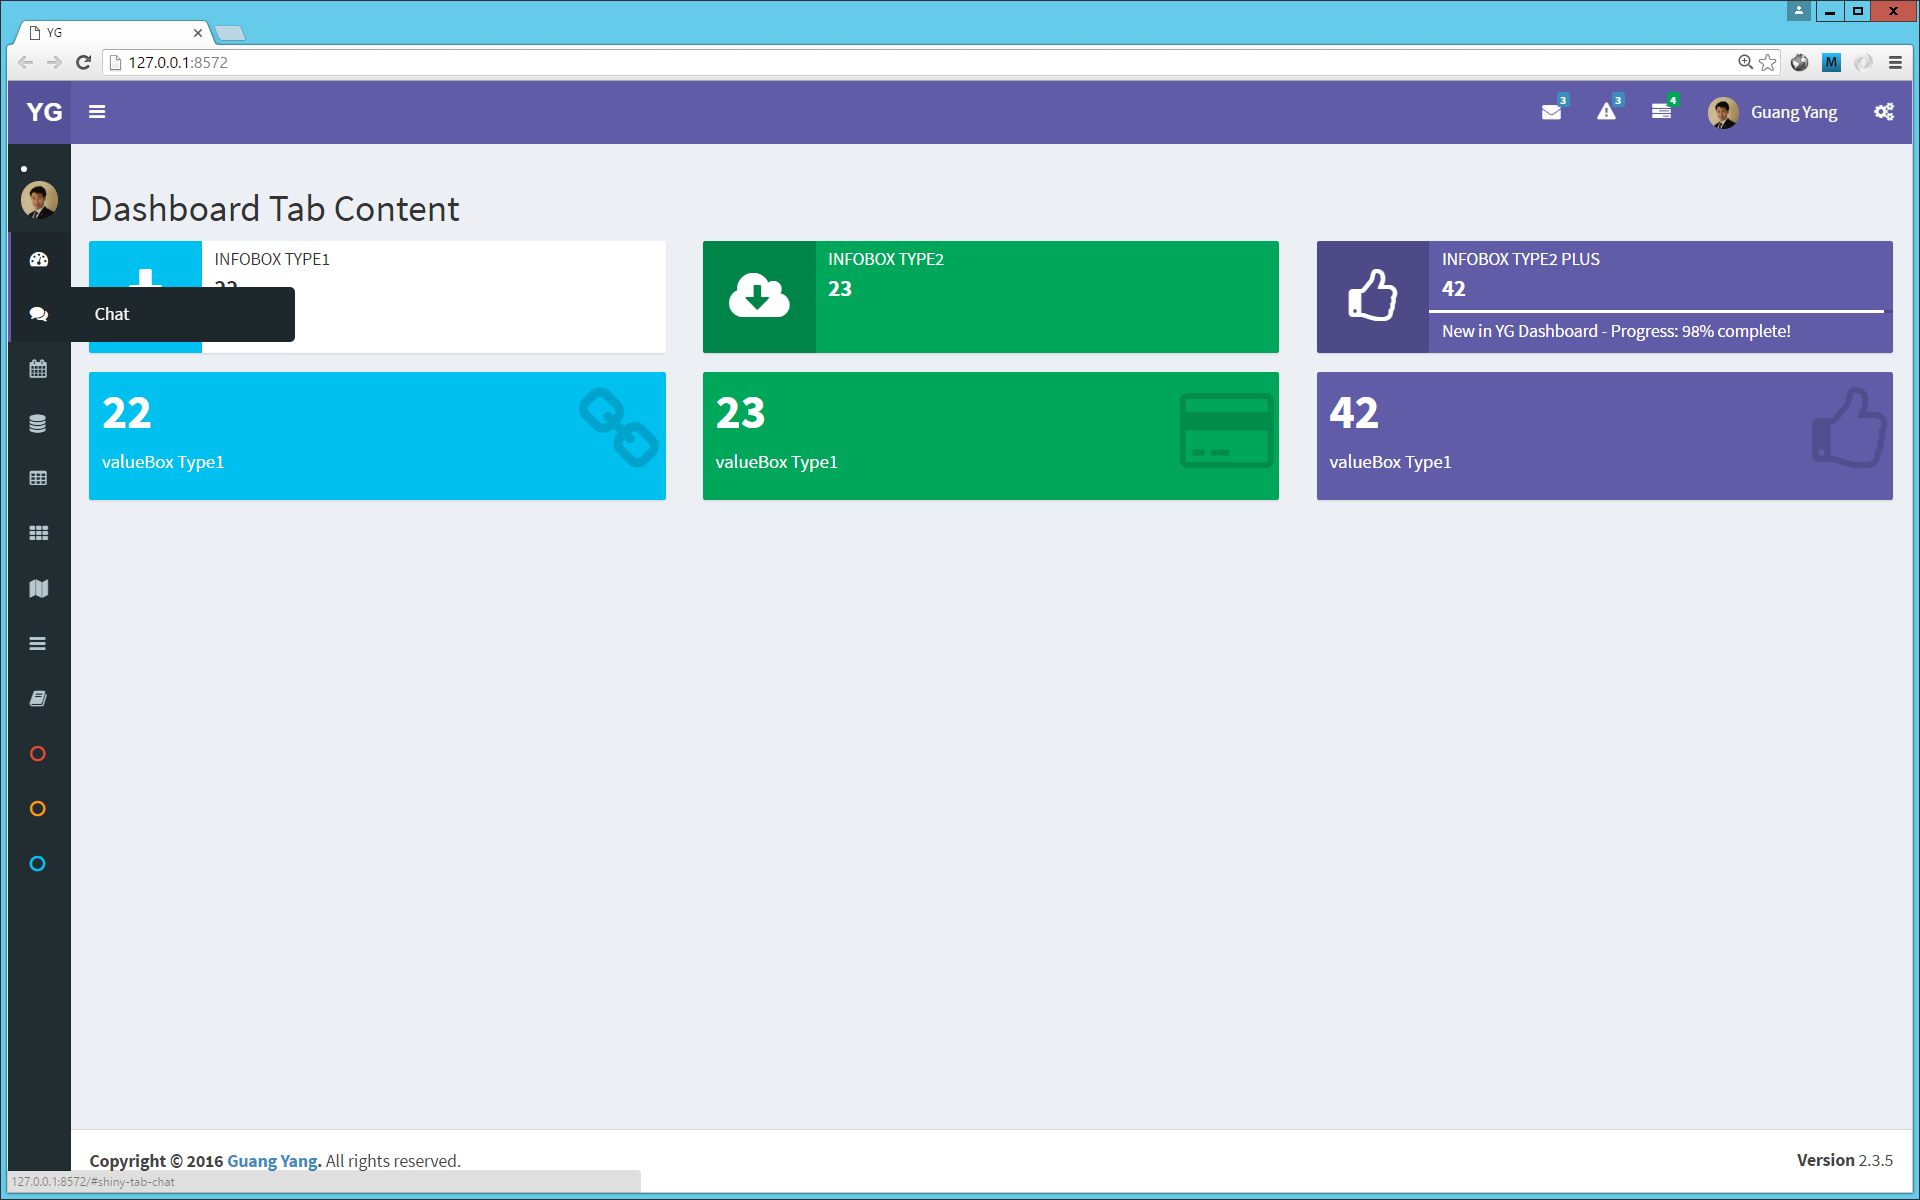 YG
127.0.0.1:8572
M
YG
3
3
4
Guang Yang
Dashboard Tab Content
INFOBOX TYPE1
22
INFOBOX TYPE2
23
INFOBOX TYPE2 PLUS
42
New in YG Dashboard - Progress: 98% complete!
Chat
22
valueBox Type1
23
valueBox Type1
42
valueBox Type1
Copyright © 2016 Guang Yang. All rights reserved.
Version 2.3.5
127.0.0.1:8572/#shiny-tab-chat